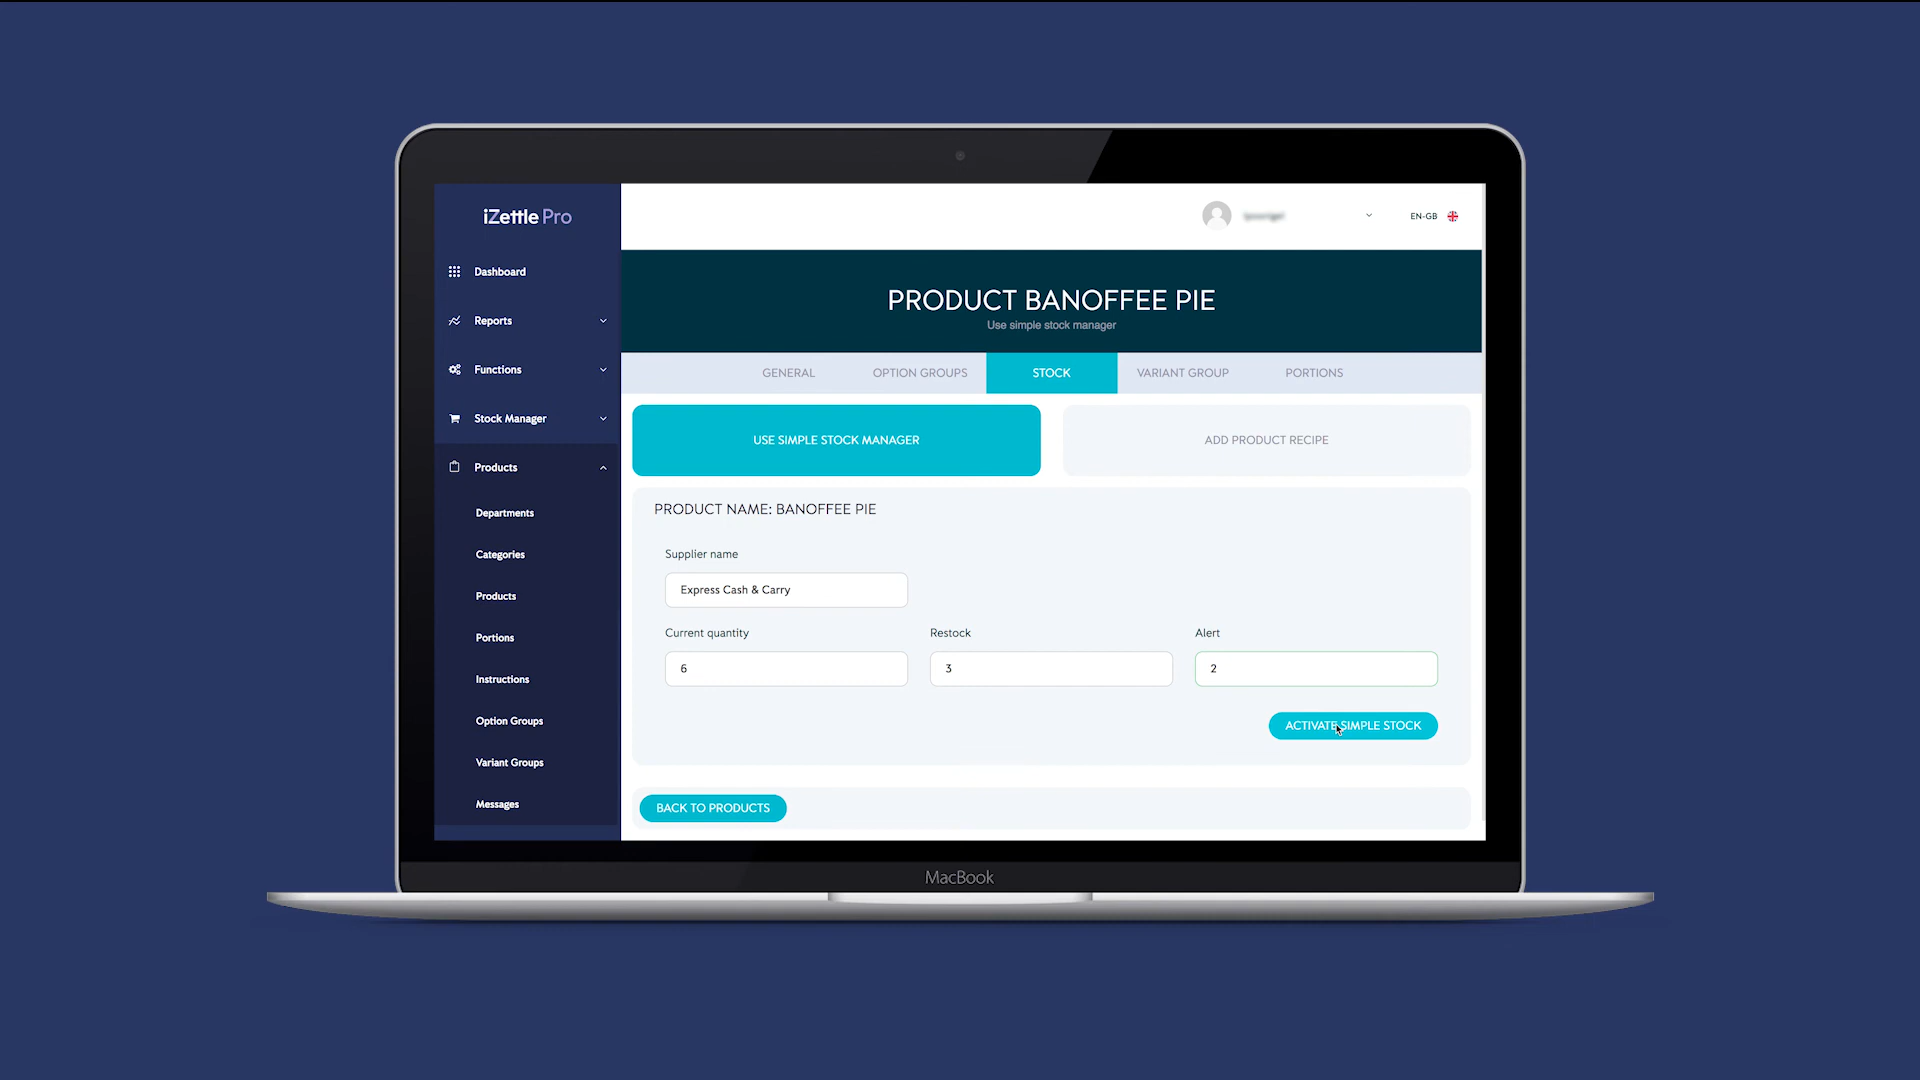 iZettle Pro
EN-GB
Dashboard
Reports
Functions
Stock Manager
Products
Departments
Categories
Products
Portions
Instructions
Option Groups
Variant Groups
Messages
PRODUCT BANOFFEE PIE
Use simple stock manager
GENERAL
OPTION GROUPS
STOCK
VARIANT GROUP
PORTIONS
USE SIMPLE STOCK MANAGER
ADD PRODUCT RECIPE
PRODUCT NAME: BANOFFEE PIE
Supplier name
Express Cash & Carry
Current quantity
Restock
Alert
6
3
2
ACTIVATE SIMPLE STOCK
BACK TO PRODUCTS
MacBook